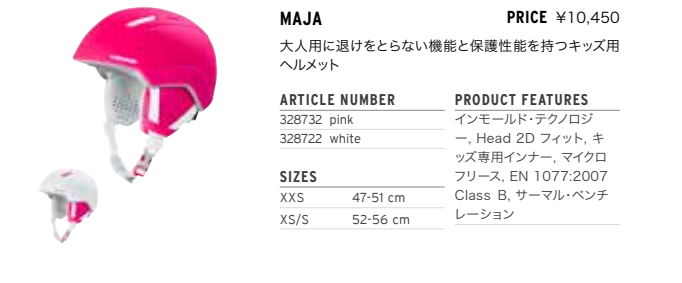 MAJA
PRICE ¥10,450
大人用に退けをとらない機能と保護性能を持つキッズ用
ヘルメット
ARTICLE NUMBER
328732 pink
328722 white
SIZES
XXS 47-51 cm
XS/S 52-56 cm
PRODUCT FEATURES
インモールド・テクノロジ
ー, Head 2D フィット, キ
ッズ専用インナー, マイクロ
フリース, EN 1077:2007
Class B, サーマル・ベンチ
レーション